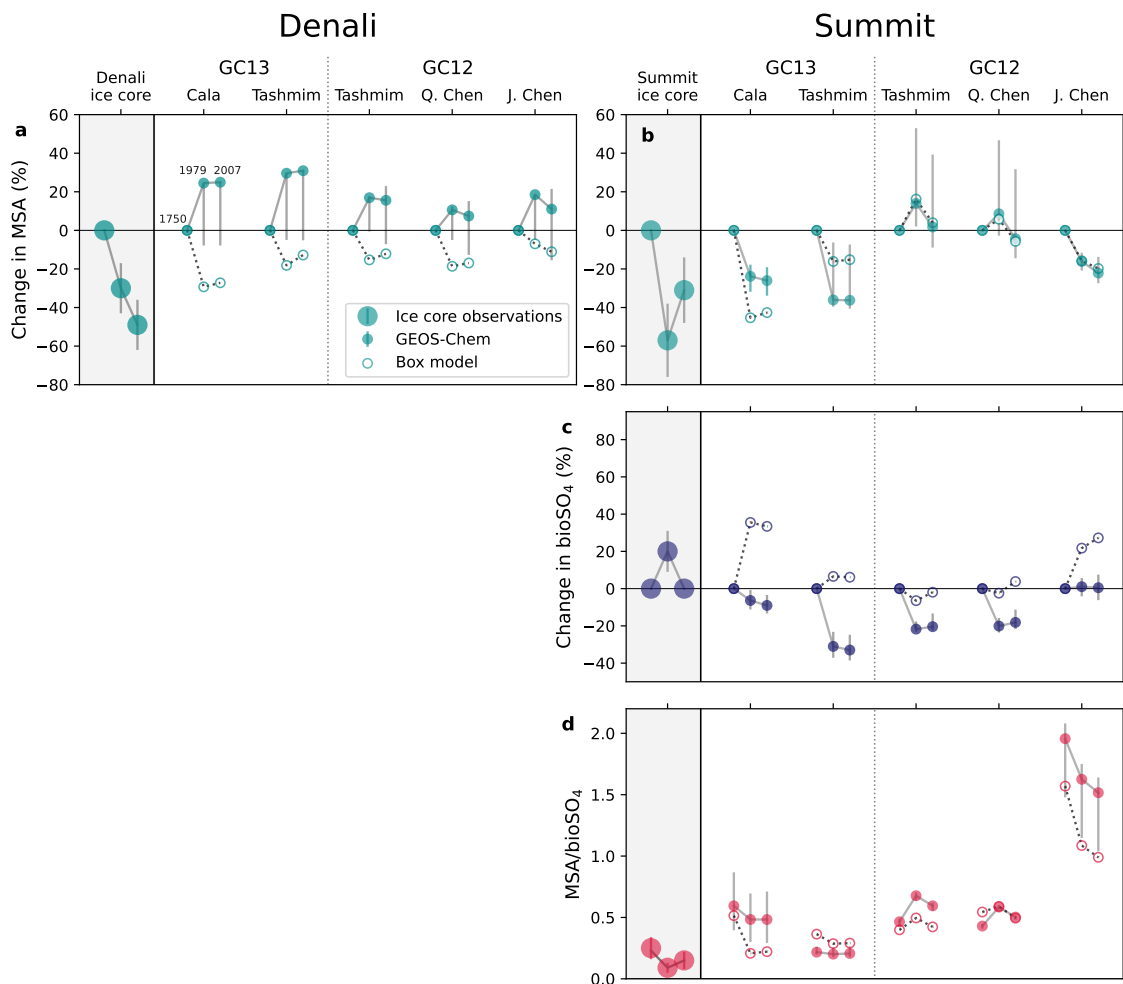 Denali
Summit
Denali
ice core
GC13
GC12
Cala
Tashmim
Tashmim
Q. Chen
J. Chen
Summit
ice core
GC13
GC12
Cala
Tashmim
Tashmim
Q. Chen
J. Chen
a
Change in MSA (%)
60
40
20
0
−20
−40
−60
−80
1750
1979 2007
Ice core observations
GEOS-Chem
Box model
b
60
40
20
0
−20
−40
−60
−80
c
Change in bioSO₄ (%)
80
60
40
20
0
−20
−40
d
MSA/bioSO₄
2.0
1.5
1.0
0.5
0.0